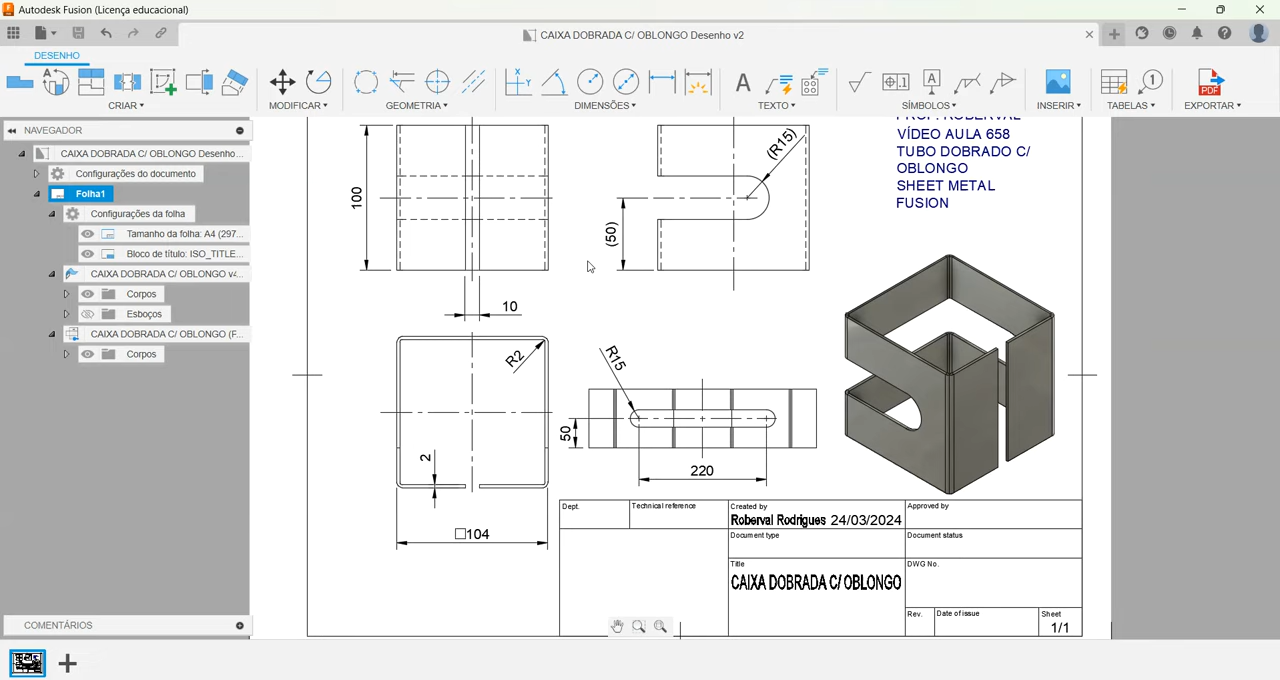 Autodesk Fusion (Licença educacional)
CAIXA DOBRADA C/ OBLONGO Desenho v2
DESENHO
CRIAR
MODIFICAR
GEOMETRIA
DIMENSÕES
TEXTO
SÍMBOLOS
INSERIR
TABELAS
EXPORTAR
NAVEGADOR
CAIXA DOBRADA C/ OBLONGO Desenho...
Configurações do documento
Folha1
Configurações da folha
Tamanho da folha: A4 (297...
Bloco de título: ISO_TITLE...
CAIXA DOBRADA C/ OBLONGO v4...
Corpos
Esboços
CAIXA DOBRADA C/ OBLONGO (F...
Corpos
COMENTÁRIOS
PROF. ROBERVAL
VÍDEO AULA 658
TUBO DOBRADO C/
OBLONGO
SHEET METAL
FUSION
100
(R15)
(50)
10
R2
R15
2
50
220
□104
Dept.
Technical reference
Created by
Roberval Rodrigues 24/03/2024
Approved by
Document type
Document status
Title
CAIXA DOBRADA C/ OBLONGO
DWG No.
Rev.
Date of issue
Sheet
1/1